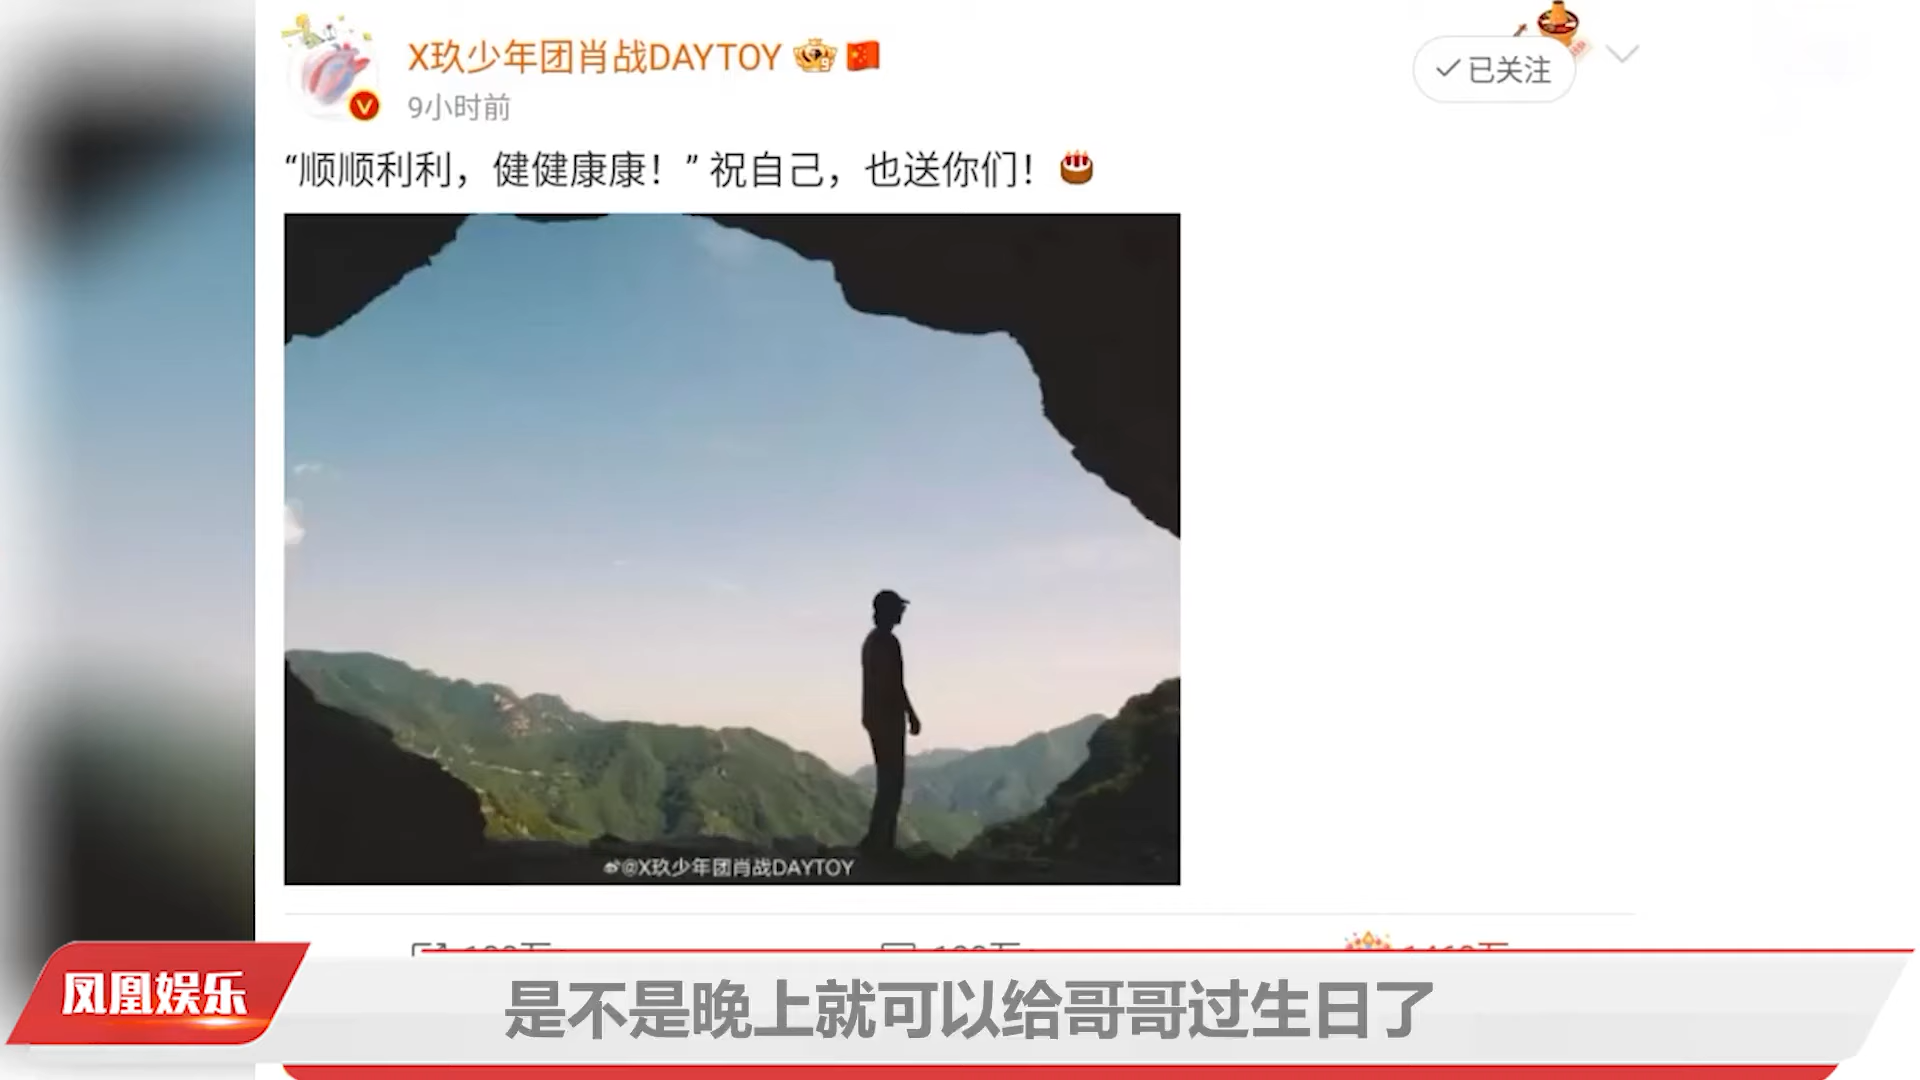 X玖少年团肖战DAYTOY
已关注
9小时前
“顺顺利利，健健康康！”祝自己，也送你们！
@X玖少年团肖战DAYTOY
凤凰娱乐
是不是晚上就可以给哥哥过生日了